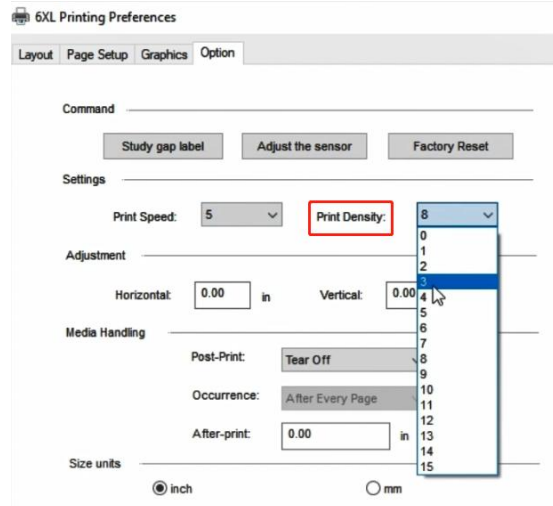 6XL Printing Preferences
Layout Page Setup Graphics Option
Command
Study gap label Adjust the sensor Factory Reset
Settings
Print Speed: 5 Print Density: 8
0
1
Adjustment
2
3
Horizontal: 0.00 in Vertical: 0.00
4
5
Media Handling
6
7
Post-Print: Tear Off
8
9
Occurrence: After Every Page
10
11
12
After-print: 0.00 in
13
14
Size units
15
inch mm